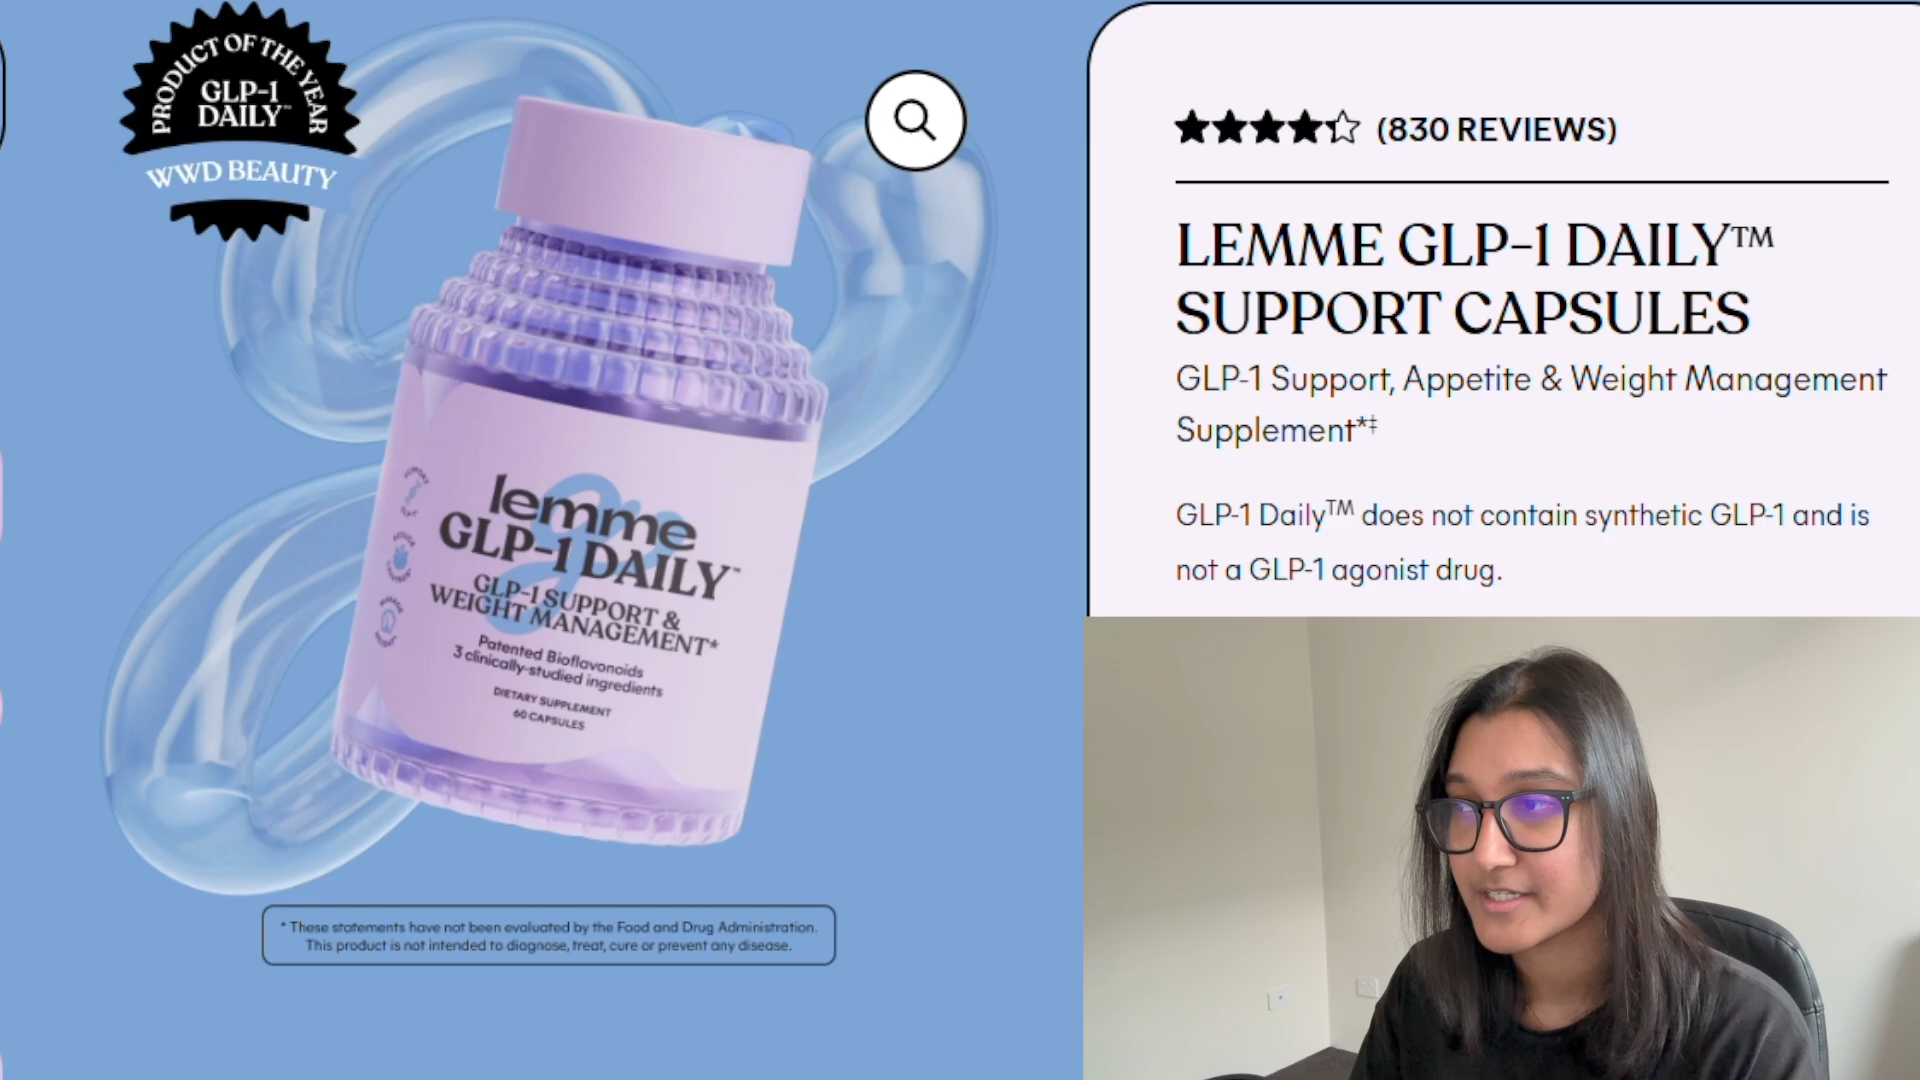 PRODUCT OF THE YEAR
GLP-1
DAILY™
WWD BEAUTY
lemme
GLP-1 DAILY™
GLP-1 SUPPORT &
WEIGHT MANAGEMENT*
Patented Bioflavonoids
3 clinically-studied ingredients
DIETARY SUPPLEMENT
60 CAPSULES
* These statements have not been evaluated by the Food and Drug Administration.
This product is not intended to diagnose, treat, cure or prevent any disease.
(830 REVIEWS)
LEMME GLP-1 DAILY™
SUPPORT CAPSULES
GLP-1 Support, Appetite & Weight Management
Supplement*‡
GLP-1 Daily™ does not contain synthetic GLP-1 and is
not a GLP-1 agonist drug.